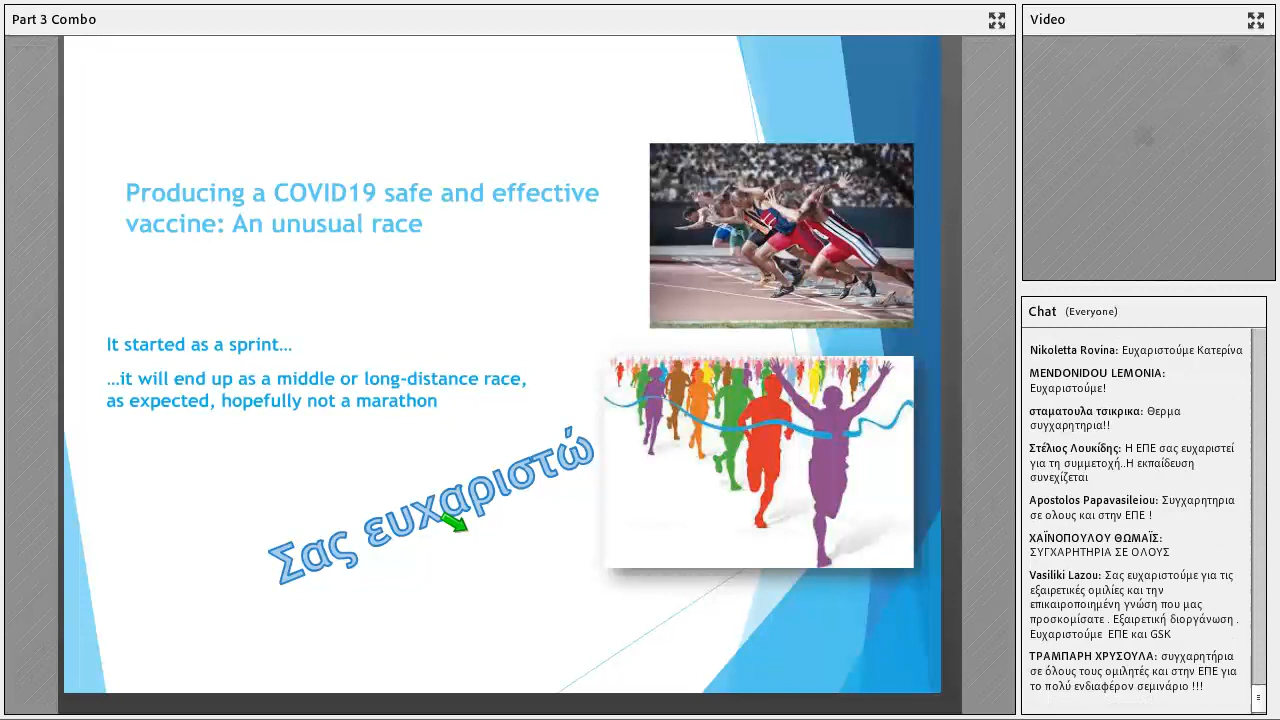 Part 3 Combo
Producing a COVID19 safe and effective
vaccine: An unusual race
It started as a sprint...
...it will end up as a middle or long-distance race,
as expected, hopefully not a marathon
Σας ευχαριστώ
Video
Chat (Everyone)
Nikoletta Rovina: Ευχαριστούμε Κατερίνα
MENDONIDOU LEMONIA:
Ευχαριστούμε!
σταματουλα τσικρικα: Θερμα
συγχαρητηρια!!
Στέλιος Λουκίδης: Η ΕΠΕ σας ευχαριστεί
για τη συμμετοχή..Η εκπαίδευση
συνεχίζεται
Apostolos Papavasileiou: Συγχαρητηρια
σε ολους και στην ΕΠΕ !
ΧΑΪΝΟΠΟΥΛΟΥ ΘΩΜΑΪΣ:
ΣΥΓΧΑΡΗΤΗΡΙΑ ΣΕ ΟΛΟΥΣ
Vasiliki Lazou: Σας ευχαριστούμε για τις
εξαιρετικές ομιλίες και την
επικαιροποιημένη γνώση που μας
προσκομίσατε . Εξαιρετική διοργάνωση .
Ευχαριστούμε ΕΠΕ και GSK
ΤΡΑΜΠΑΡΗ ΧΡΥΣΟΥΛΑ: συγχαρητήρια
σε όλους τους ομιλητές και στην ΕΠΕ για
το πολύ ενδιαφέρον σεμινάριο !!!